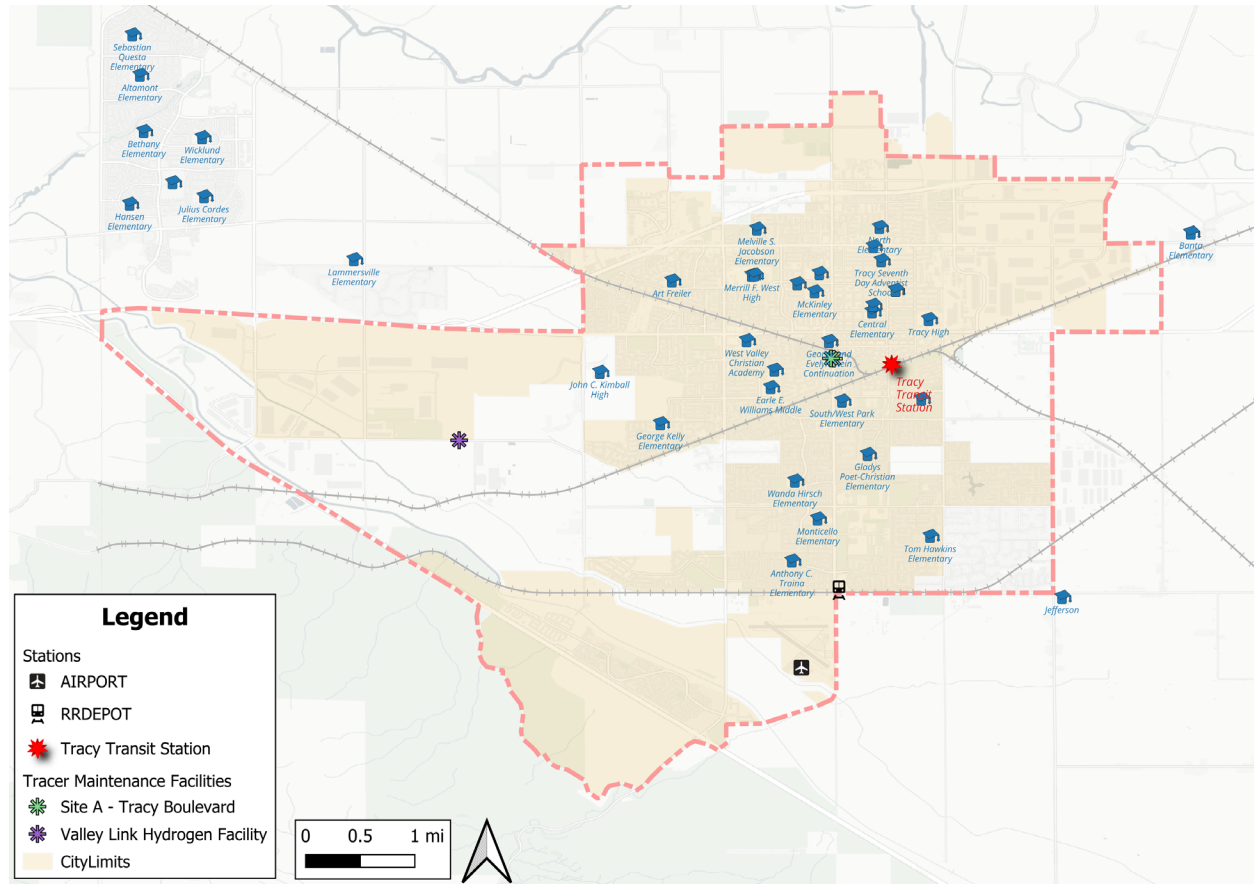 Sebastian
Questa
Elementary
Altamont
Elementary
Bethany
Elementary
Wicklund
Elementary
Hansen
Elementary
Julius Cordes
Elementary
Lammersville
Elementary
Melville S.
Jacobson
Elementary
North
Elementary
Banta
Elementary
Tracy Seventh
Day Adventist
School
Art Freiler
Merrill F. West
High
McKinley
Elementary
Central
Elementary
Tracy High
West Valley
Christian
Academy
George and
Evelyn Stein
Continuation
John C. Kimball
High
Earle E.
Williams Middle
Tracy
Transit
Station
South/West Park
Elementary
George Kelly
Elementary
Gladys
Poet-Christian
Elementary
Wanda Hirsch
Elementary
Monticello
Elementary
Tom Hawkins
Elementary
Anthony C.
Traina
Elementary
Jefferson
Legend
Stations
AIRPORT
RRDEPOT
Tracy Transit Station
Tracer Maintenance Facilities
Site A - Tracy Boulevard
Valley Link Hydrogen Facility
CityLimits
0 0.5 1 mi